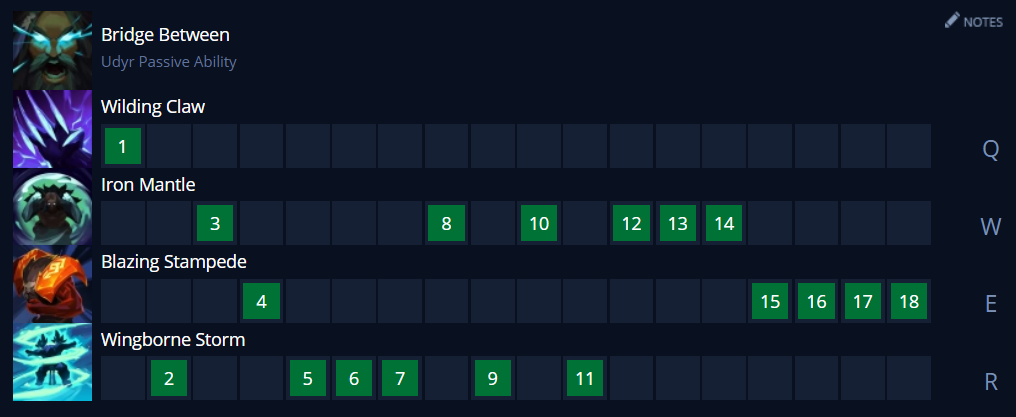 NOTES
Bridge Between
Udyr Passive Ability
Wilding Claw
1
Q
Iron Mantle
3 8 10 12 13 14
W
Blazing Stampede
4 15 16 17 18
E
Wingborne Storm
2 5 6 7 9 11
R